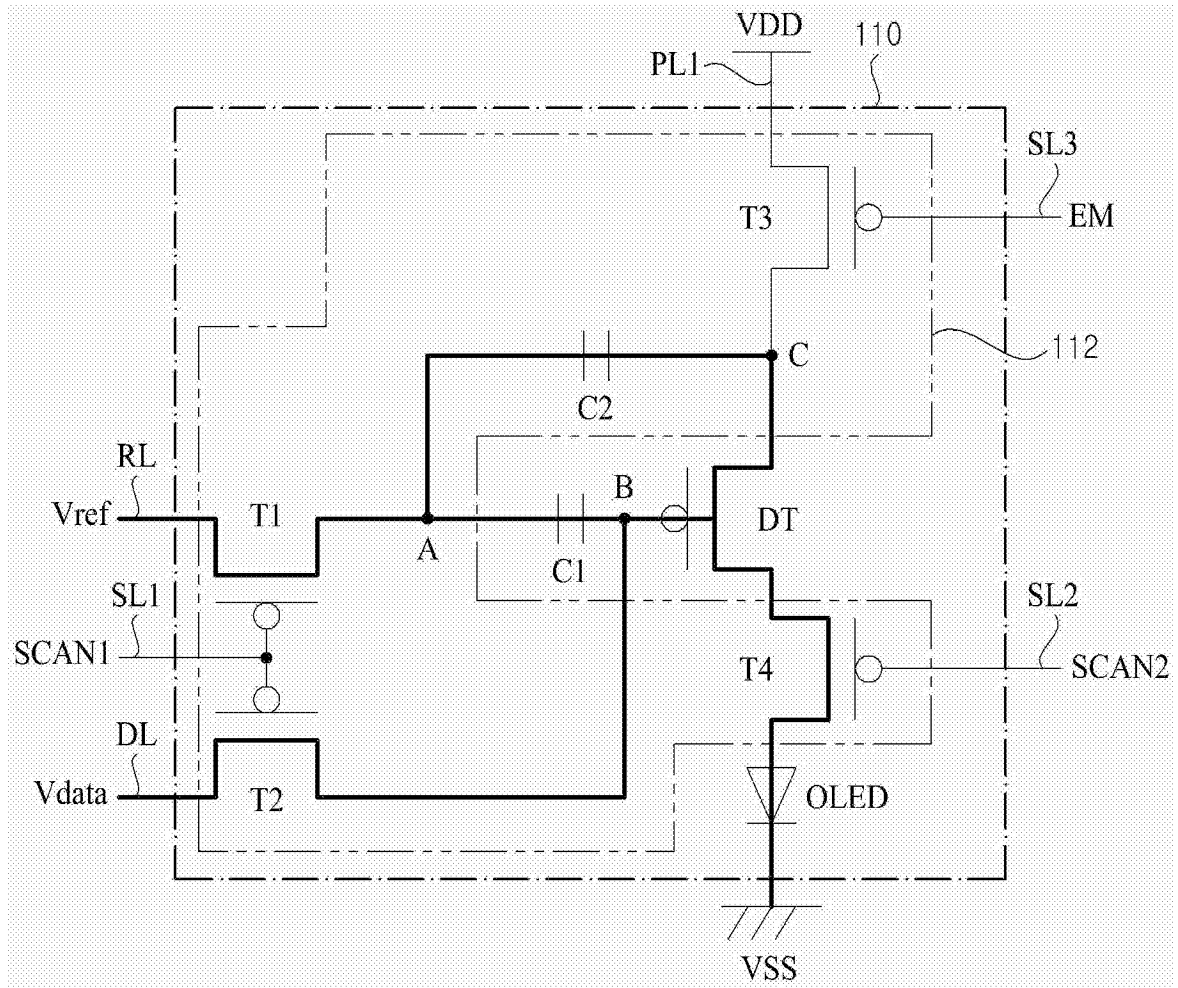 VDD
110
PL1
SL3
T3
EM
112
C
C2
RL
B
Vref
T1
DT
A
C1
SL1
SL2
SCAN1
T4
SCAN2
DL
Vdata
T2
OLED
VSS